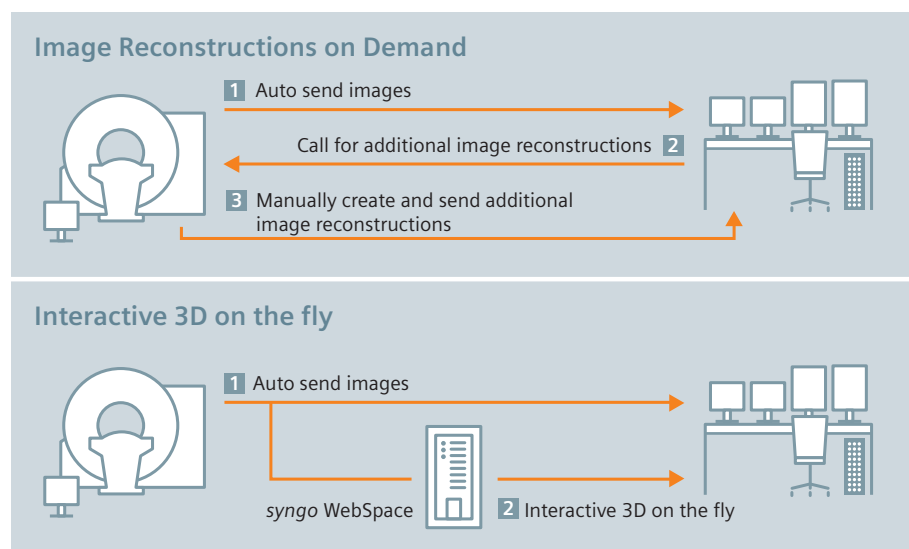 Image Reconstructions on Demand
1 Auto send images
Call for additional image reconstructions 2
3 Manually create and send additional
image reconstructions
Interactive 3D on the fly
1 Auto send images
syngo WebSpace
2 Interactive 3D on the fly